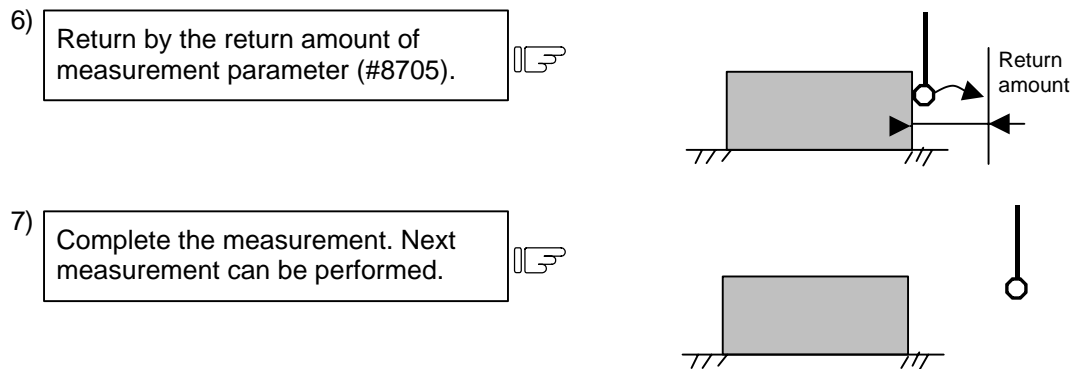 6)
Return by the return amount of
measurement parameter (#8705).
Return
amount
7)
Complete the measurement. Next
measurement can be performed.